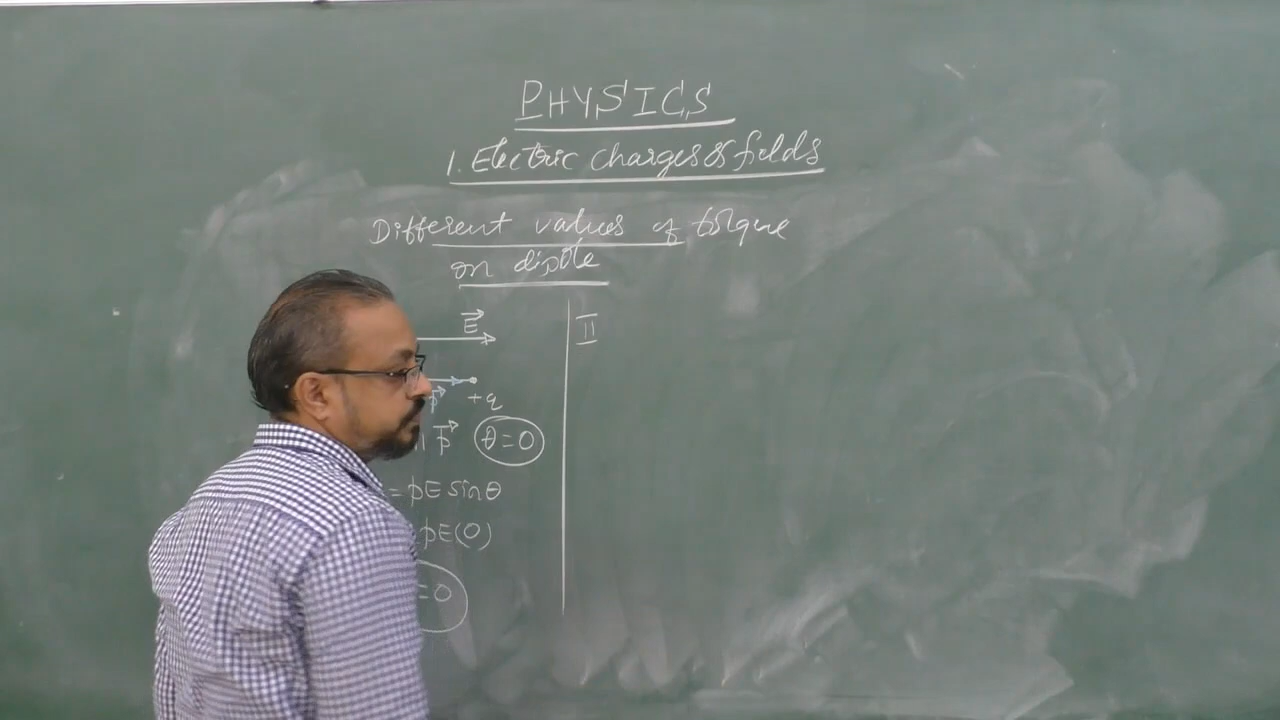 PHYSICS
1. Electric charges & fields
Different values of torque
on dipole
E
II
p +q
p θ=0
= pE sinθ
pE(0)
=0